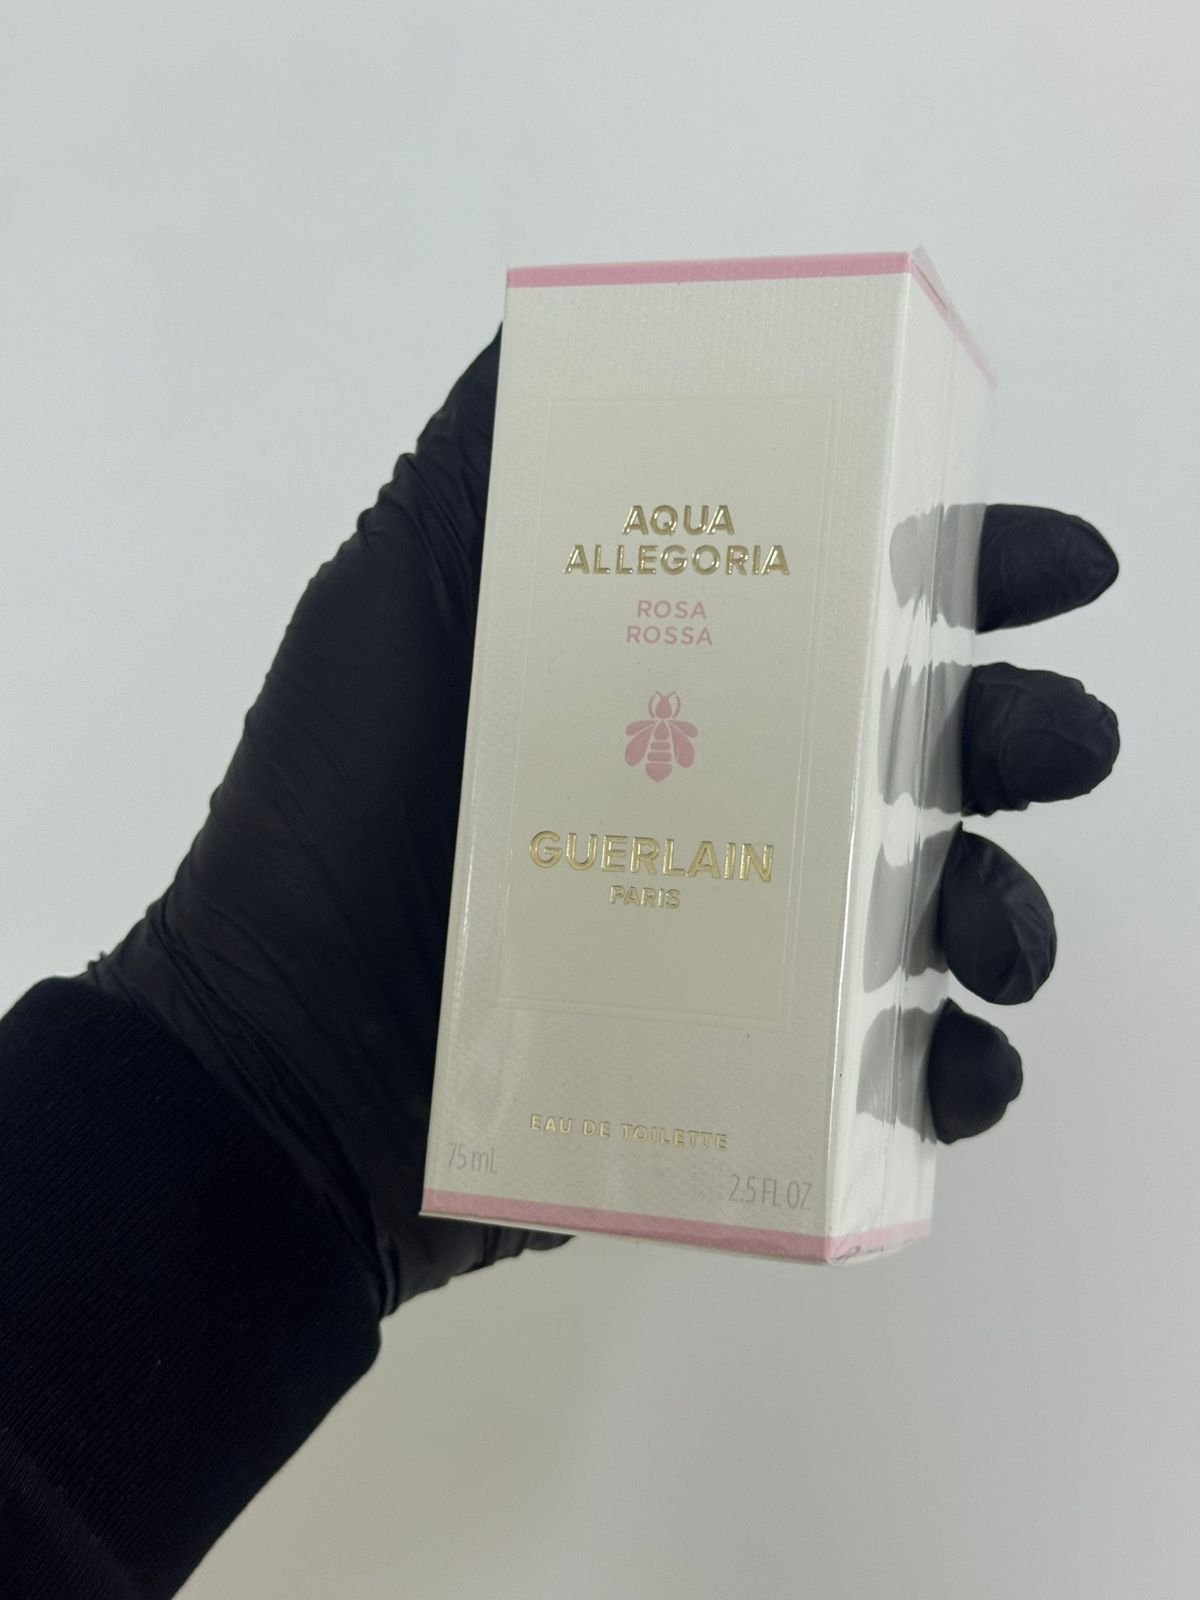 AQUA
ALLEGORIA
ROSA
ROSSA
GUERLAIN
PARIS
EAU DE TOILETTE
75 mL
2.5 FL OZ